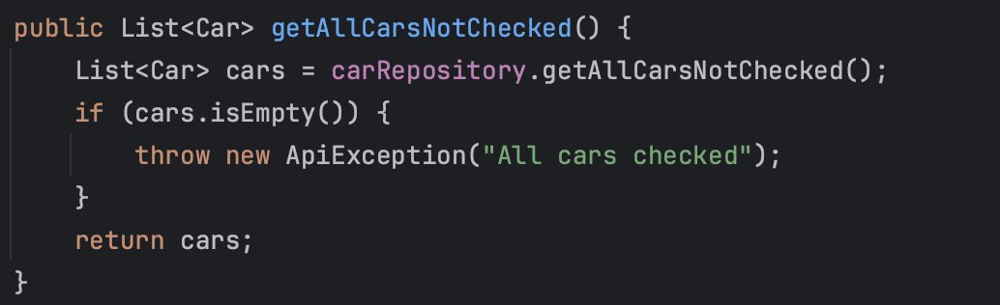 public List<Car> getAllCarsNotChecked() {
    List<Car> cars = carRepository.getAllCarsNotChecked();
    if (cars.isEmpty()) {
        throw new ApiException("All cars checked");
    }
    return cars;
}